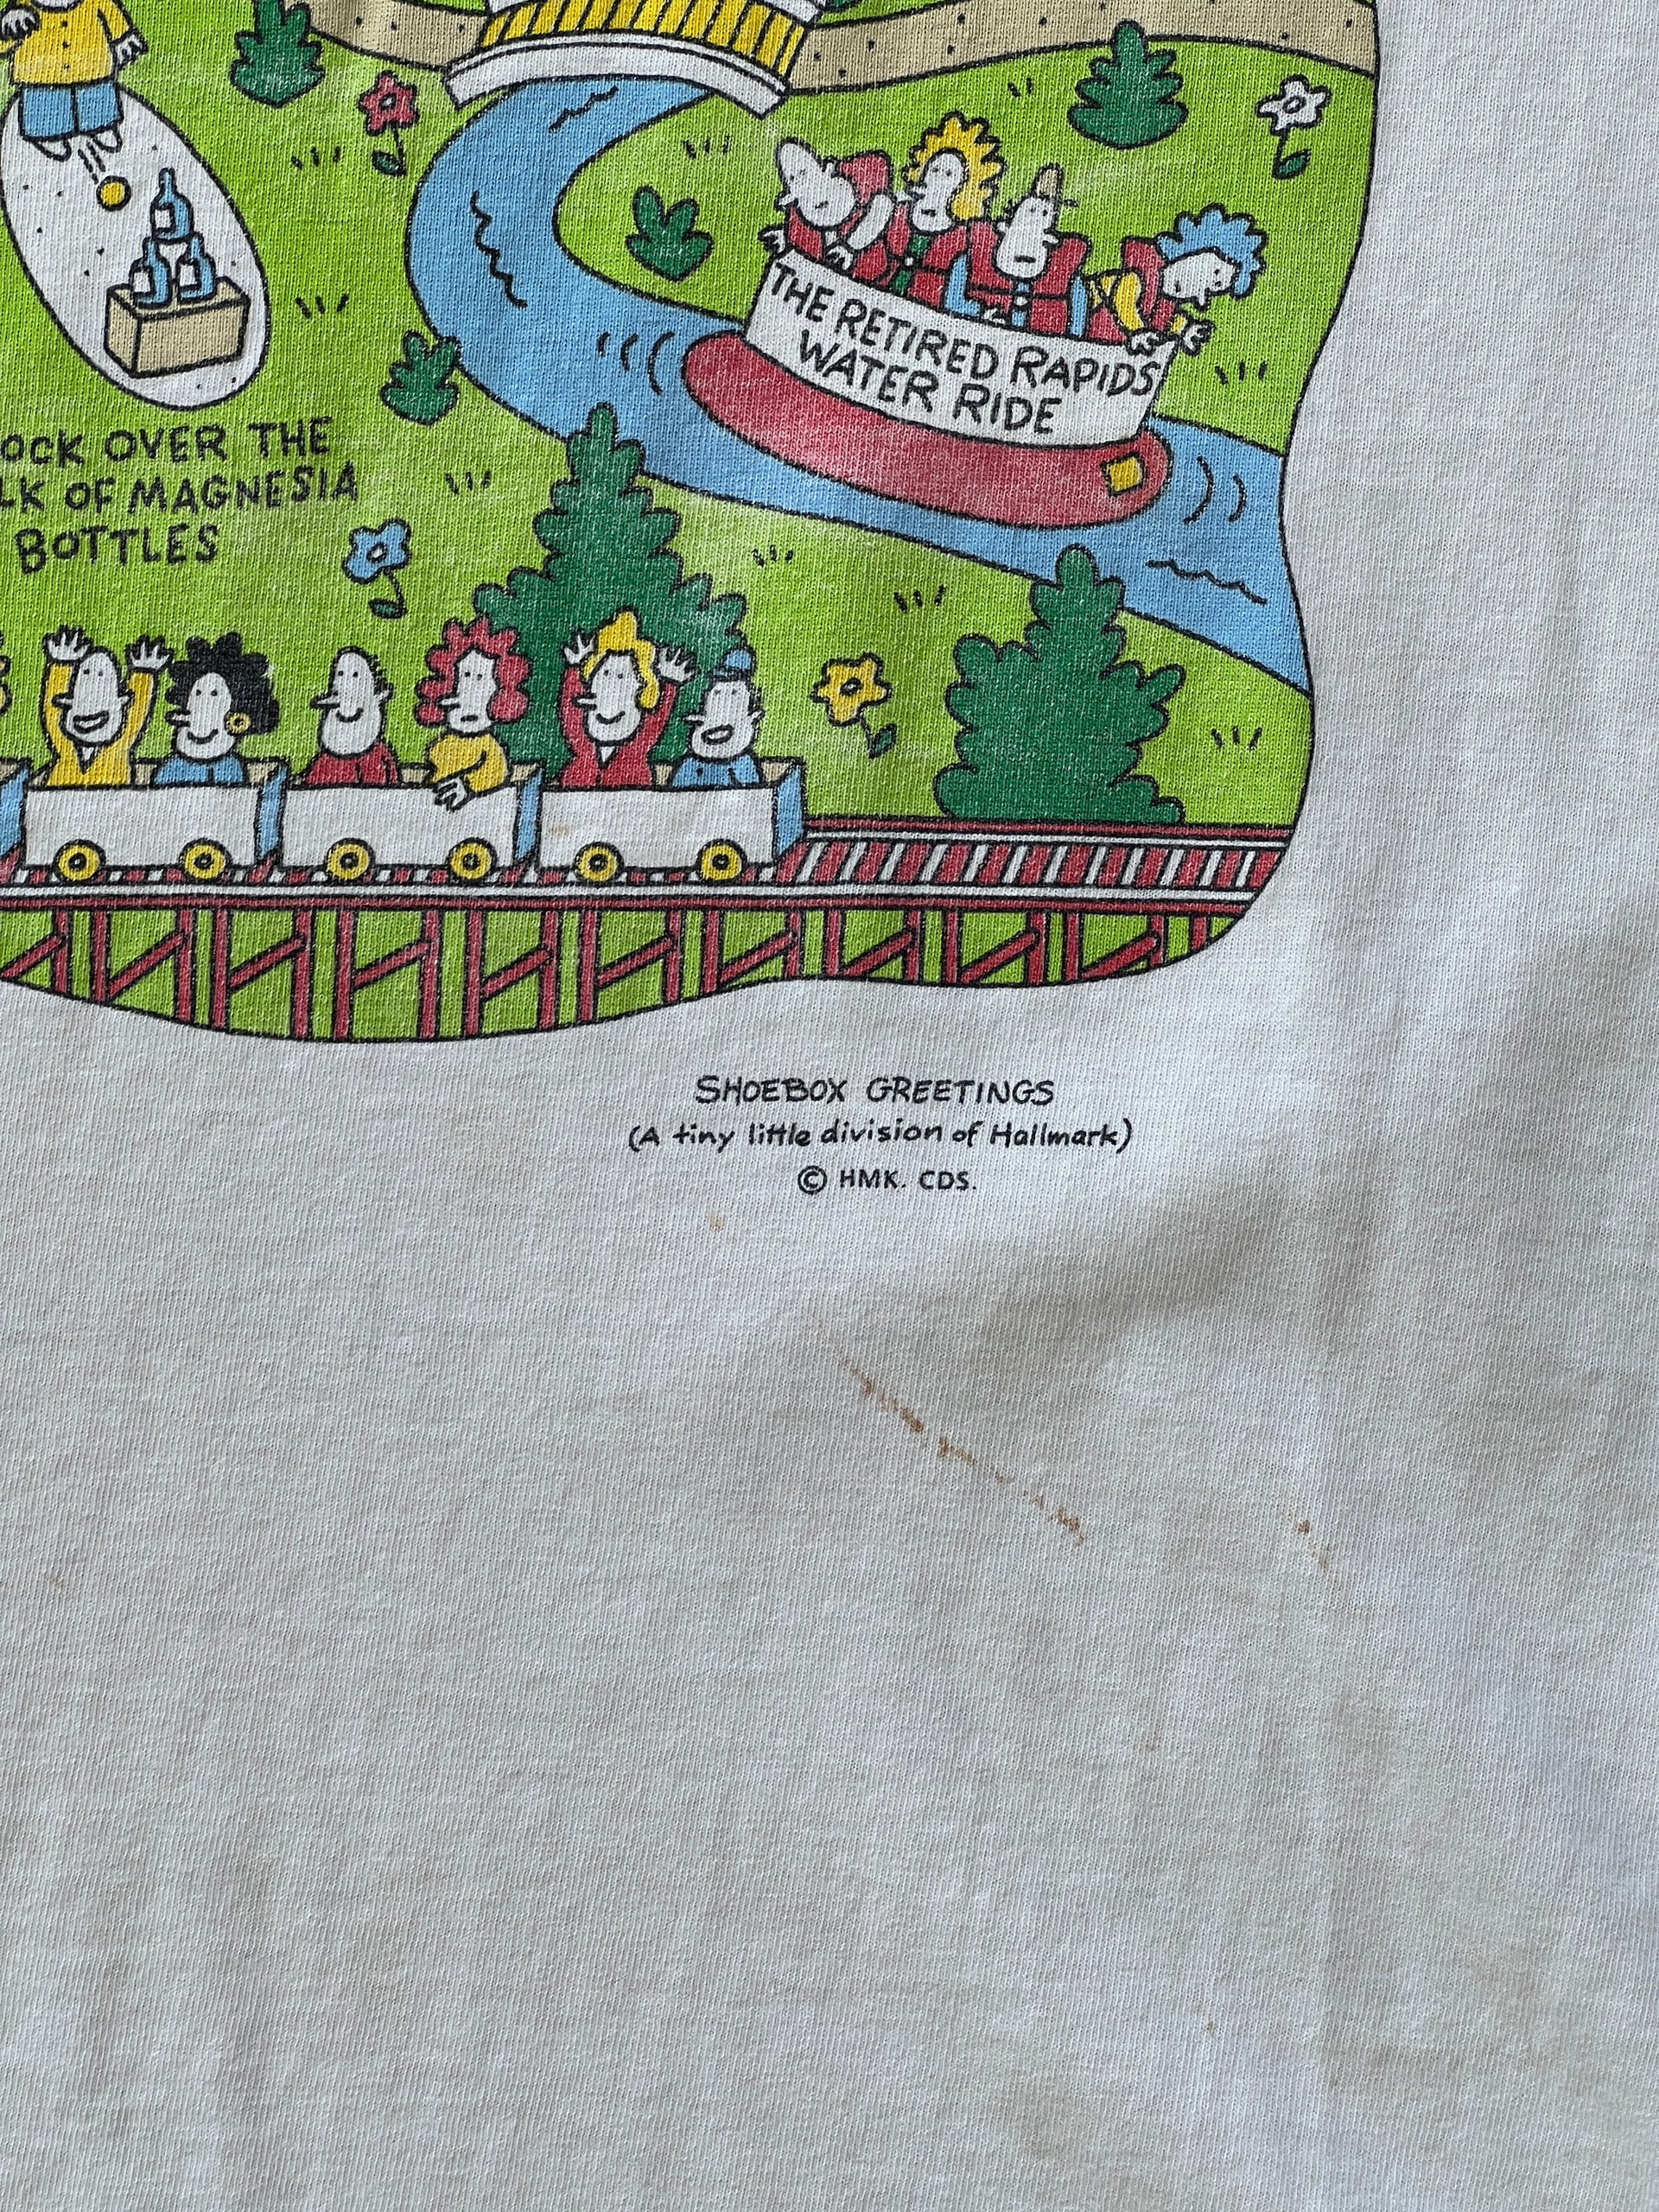 THE RETIRED RAPIDS
WATER RIDE
OCK OVER THE
LK OF MAGNESIA
BOTTLES
SHOEBOX GREETINGS
(A tiny little division of Hallmark)
© HMK. CDS.